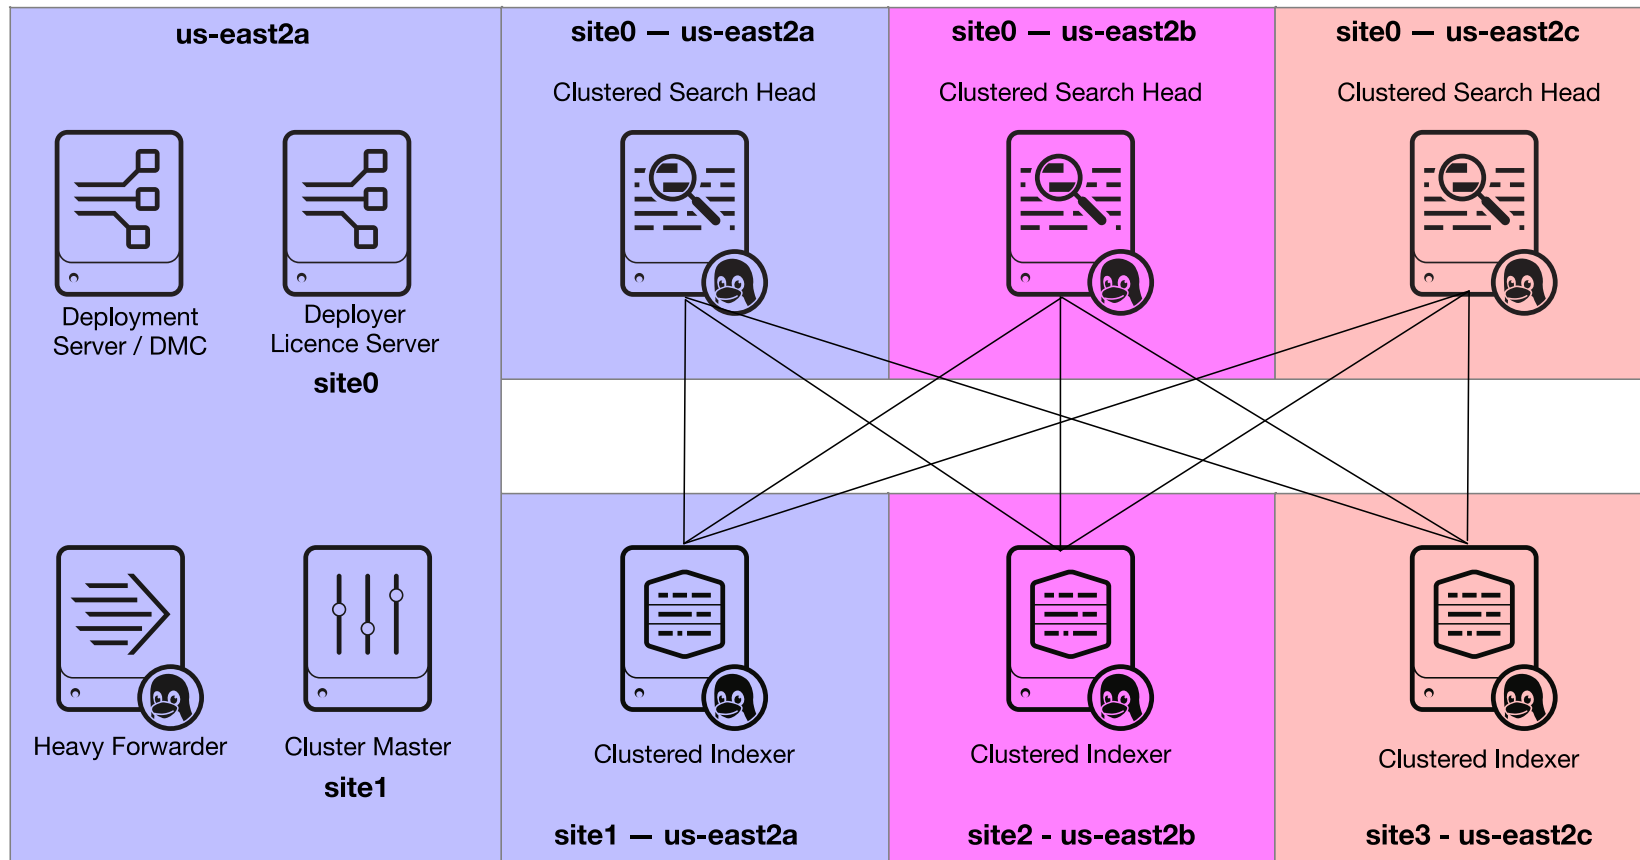 us-east2a
site0 — us-east2a
site0 — us-east2b
site0 — us-east2c
Clustered Search Head
Clustered Search Head
Clustered Search Head
Deployment
Server / DMC
Deployer
Licence Server
site0
Heavy Forwarder
Cluster Master
site1
Clustered Indexer
Clustered Indexer
Clustered Indexer
site1 — us-east2a
site2 - us-east2b
site3 - us-east2c